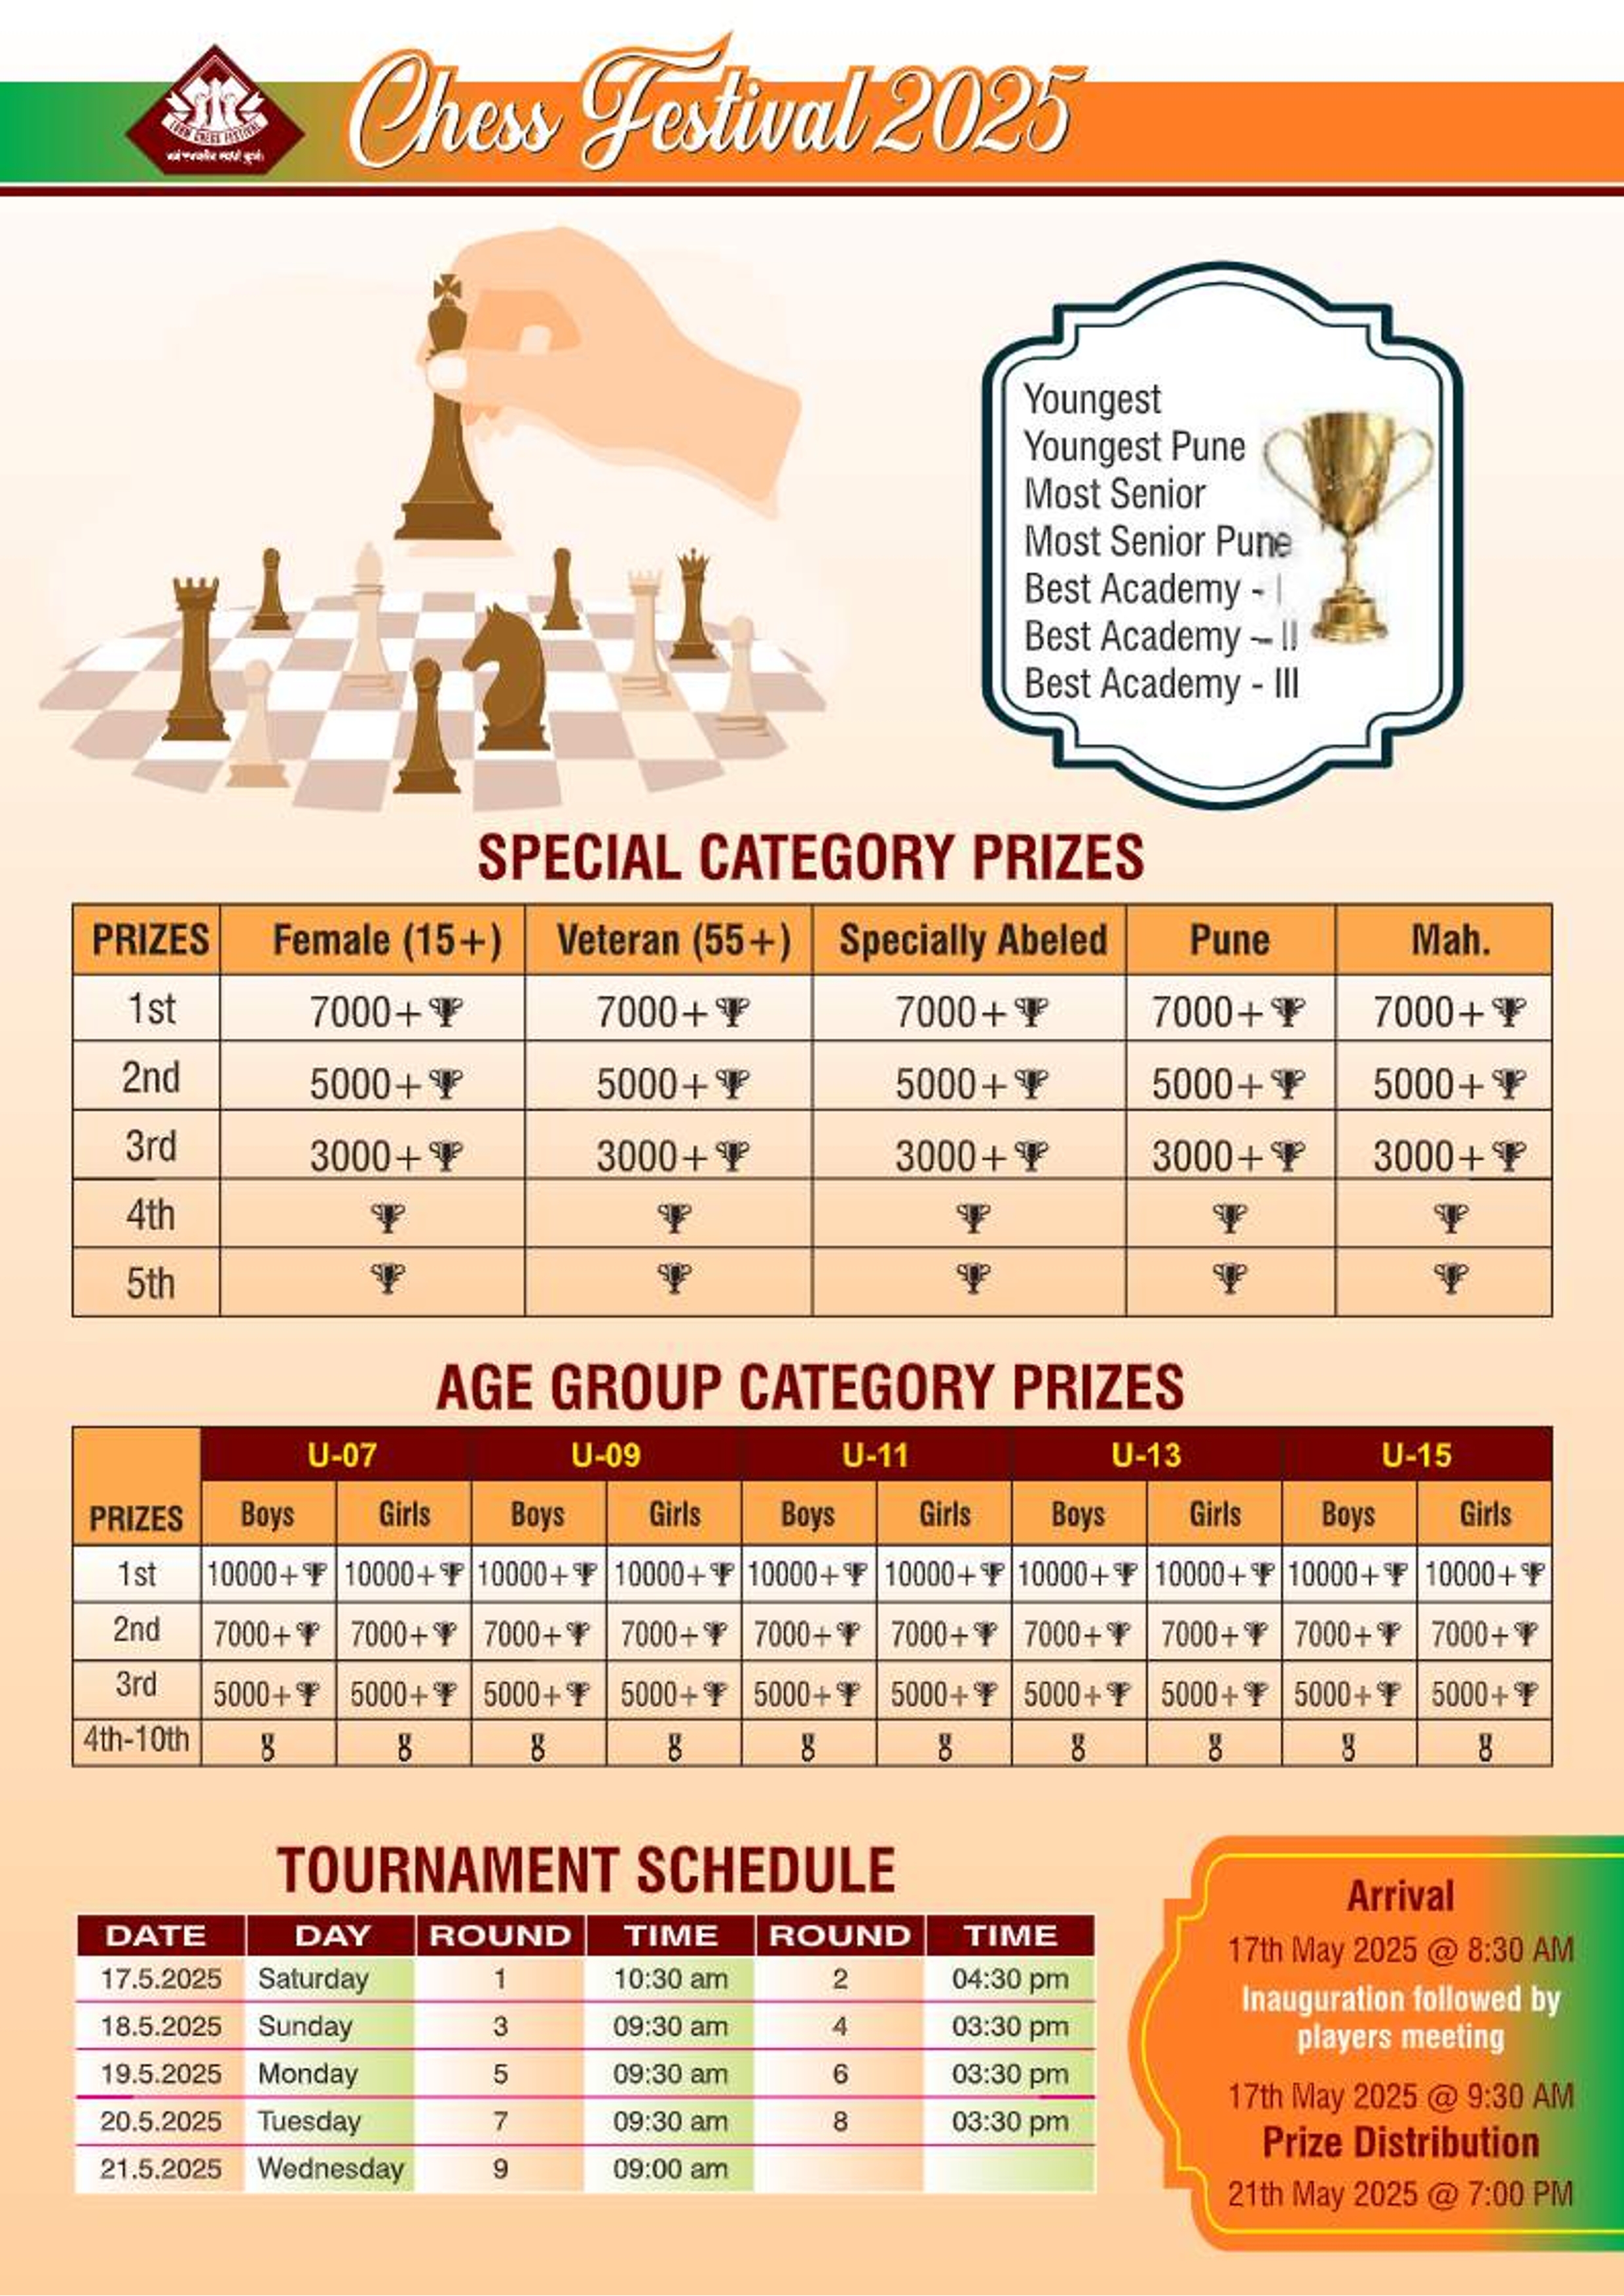 Chess Festival 2025
CHESS FESTIVAL
Youngest
Youngest Pune
Most Senior
Most Senior Pune
Best Academy - I
Best Academy - II
Best Academy - III
SPECIAL CATEGORY PRIZES
PRIZES Female (15+) Veteran (55+) Specially Abeled Pune Mah.
1st 7000+ 7000+ 7000+ 7000+ 7000+
2nd 5000+ 5000+ 5000+ 5000+ 5000+
3rd 3000+ 3000+ 3000+ 3000+ 3000+
4th
5th
AGE GROUP CATEGORY PRIZES
U-07 U-09 U-11 U-13 U-15
PRIZES Boys Girls Boys Girls Boys Girls Boys Girls Boys Girls
1st 10000+ 10000+ 10000+ 10000+ 10000+ 10000+ 10000+ 10000+ 10000+ 10000+
2nd 7000+ 7000+ 7000+ 7000+ 7000+ 7000+ 7000+ 7000+ 7000+ 7000+
3rd 5000+ 5000+ 5000+ 5000+ 5000+ 5000+ 5000+ 5000+ 5000+ 5000+
4th-10th
TOURNAMENT SCHEDULE
DATE DAY ROUND TIME ROUND TIME
17.5.2025 Saturday 1 10:30 am 2 04:30 pm
18.5.2025 Sunday 3 09:30 am 4 03:30 pm
19.5.2025 Monday 5 09:30 am 6 03:30 pm
20.5.2025 Tuesday 7 09:30 am 8 03:30 pm
21.5.2025 Wednesday 9 09:00 am
Arrival
17th May 2025 @ 8:30 AM
Inauguration followed by
players meeting
17th May 2025 @ 9:30 AM
Prize Distribution
21th May 2025 @ 7:00 PM